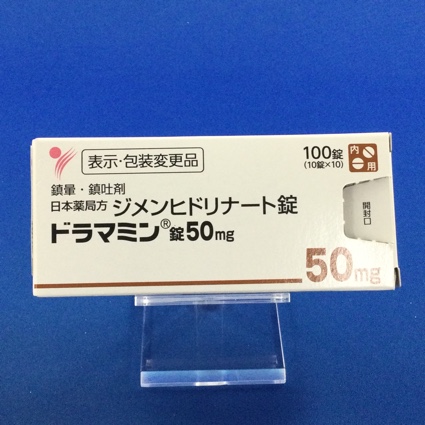 表示・包装変更品
100錠
(10錠×10)
内用
鎮暈・鎮吐剤
日本薬局方 ジメンヒドリナート錠
ドラマミン®錠50mg
開封口
50mg